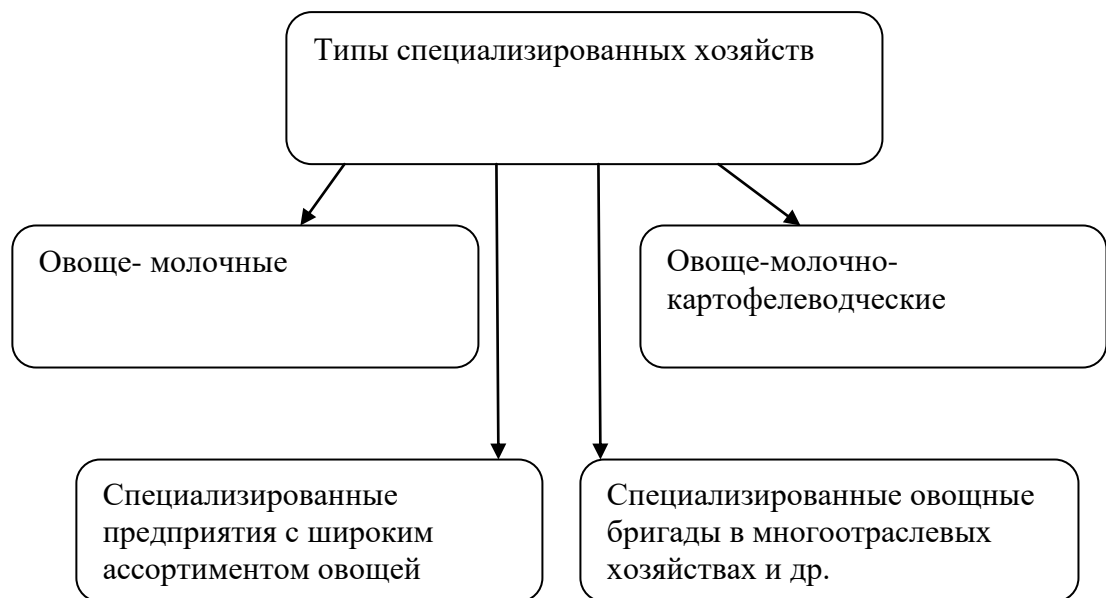 Типы специализированных хозяйств
Овоще- молочные
Овоще-молочно-
картофелеводческие
Специализированные
предприятия с широким
ассортиментом овощей
Специализированные овощные
бригады в многоотраслевых
хозяйствах и др.